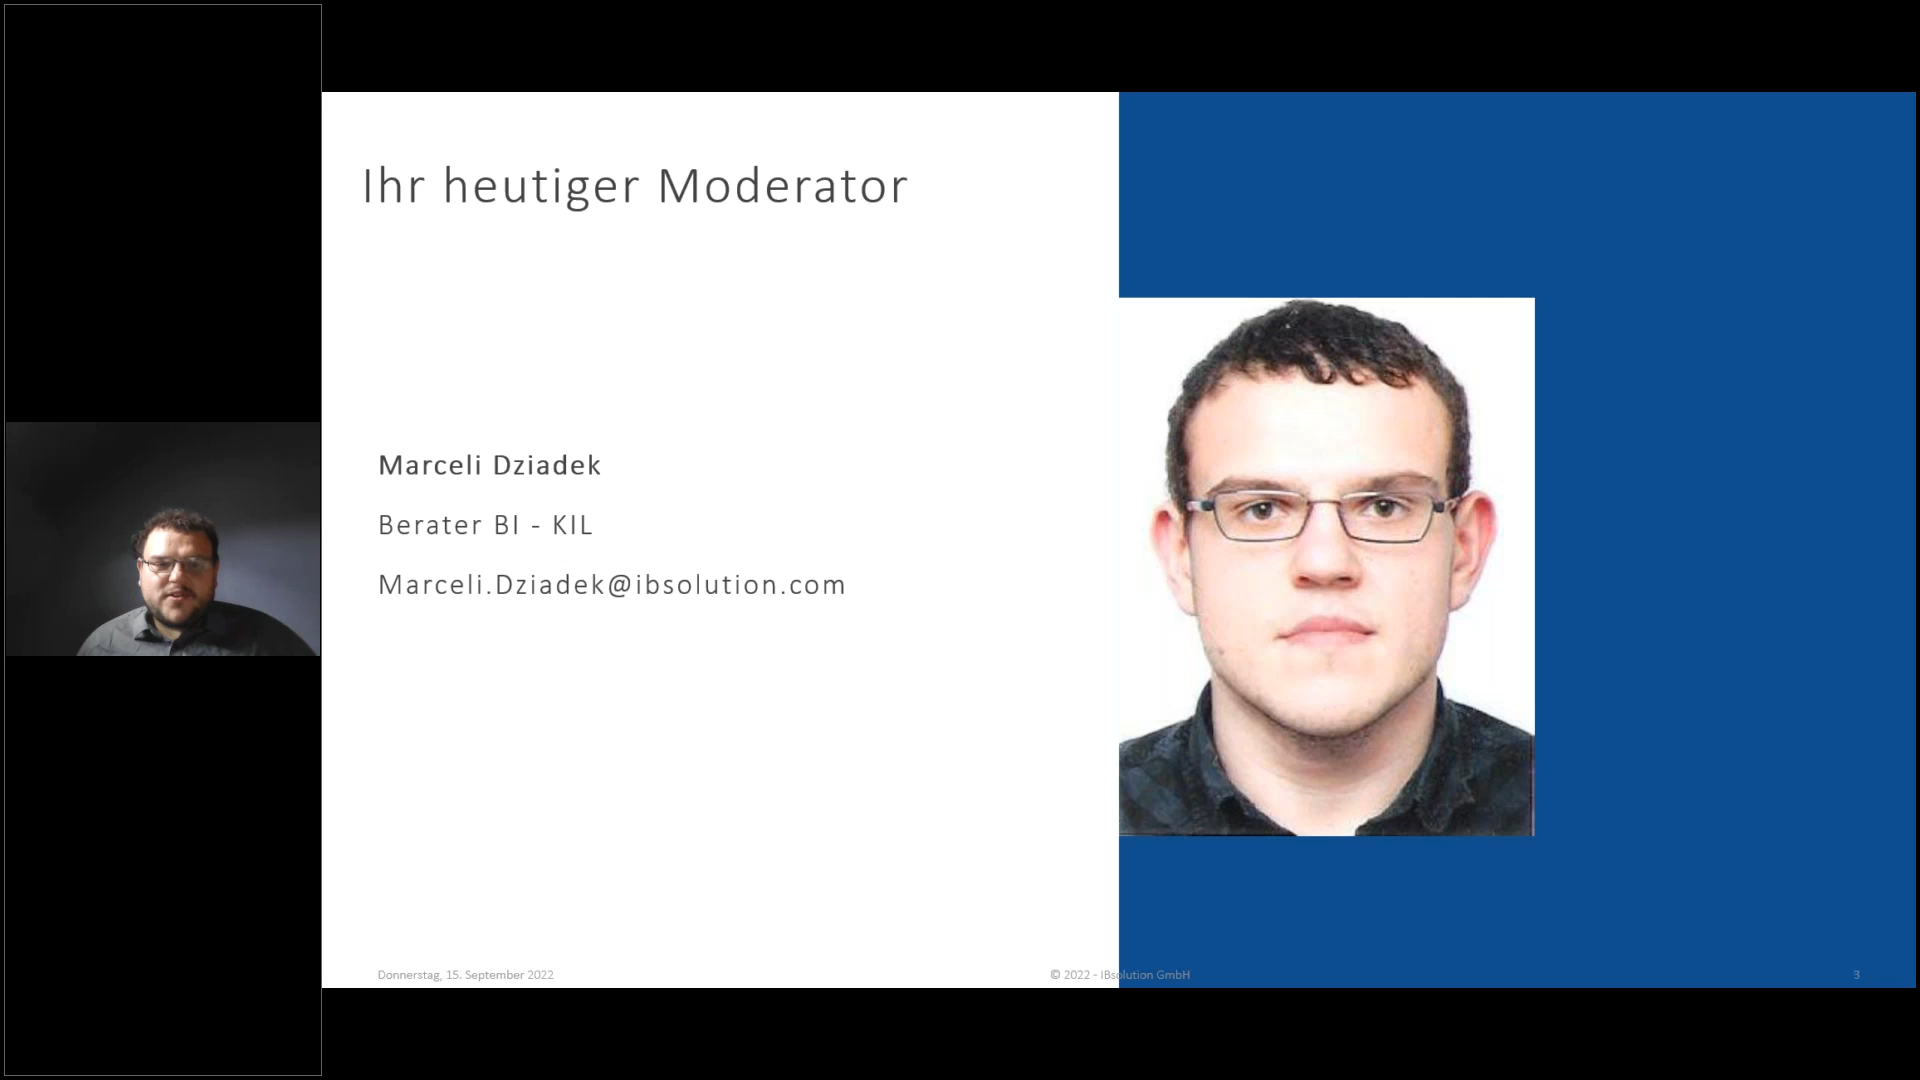 Ihr heutiger Moderator
Marceli Dziadek
Berater BI - KIL
Marceli.Dziadek@ibsolution.com
Donnerstag, 15. September 2022
© 2022 - IBsolution GmbH
3